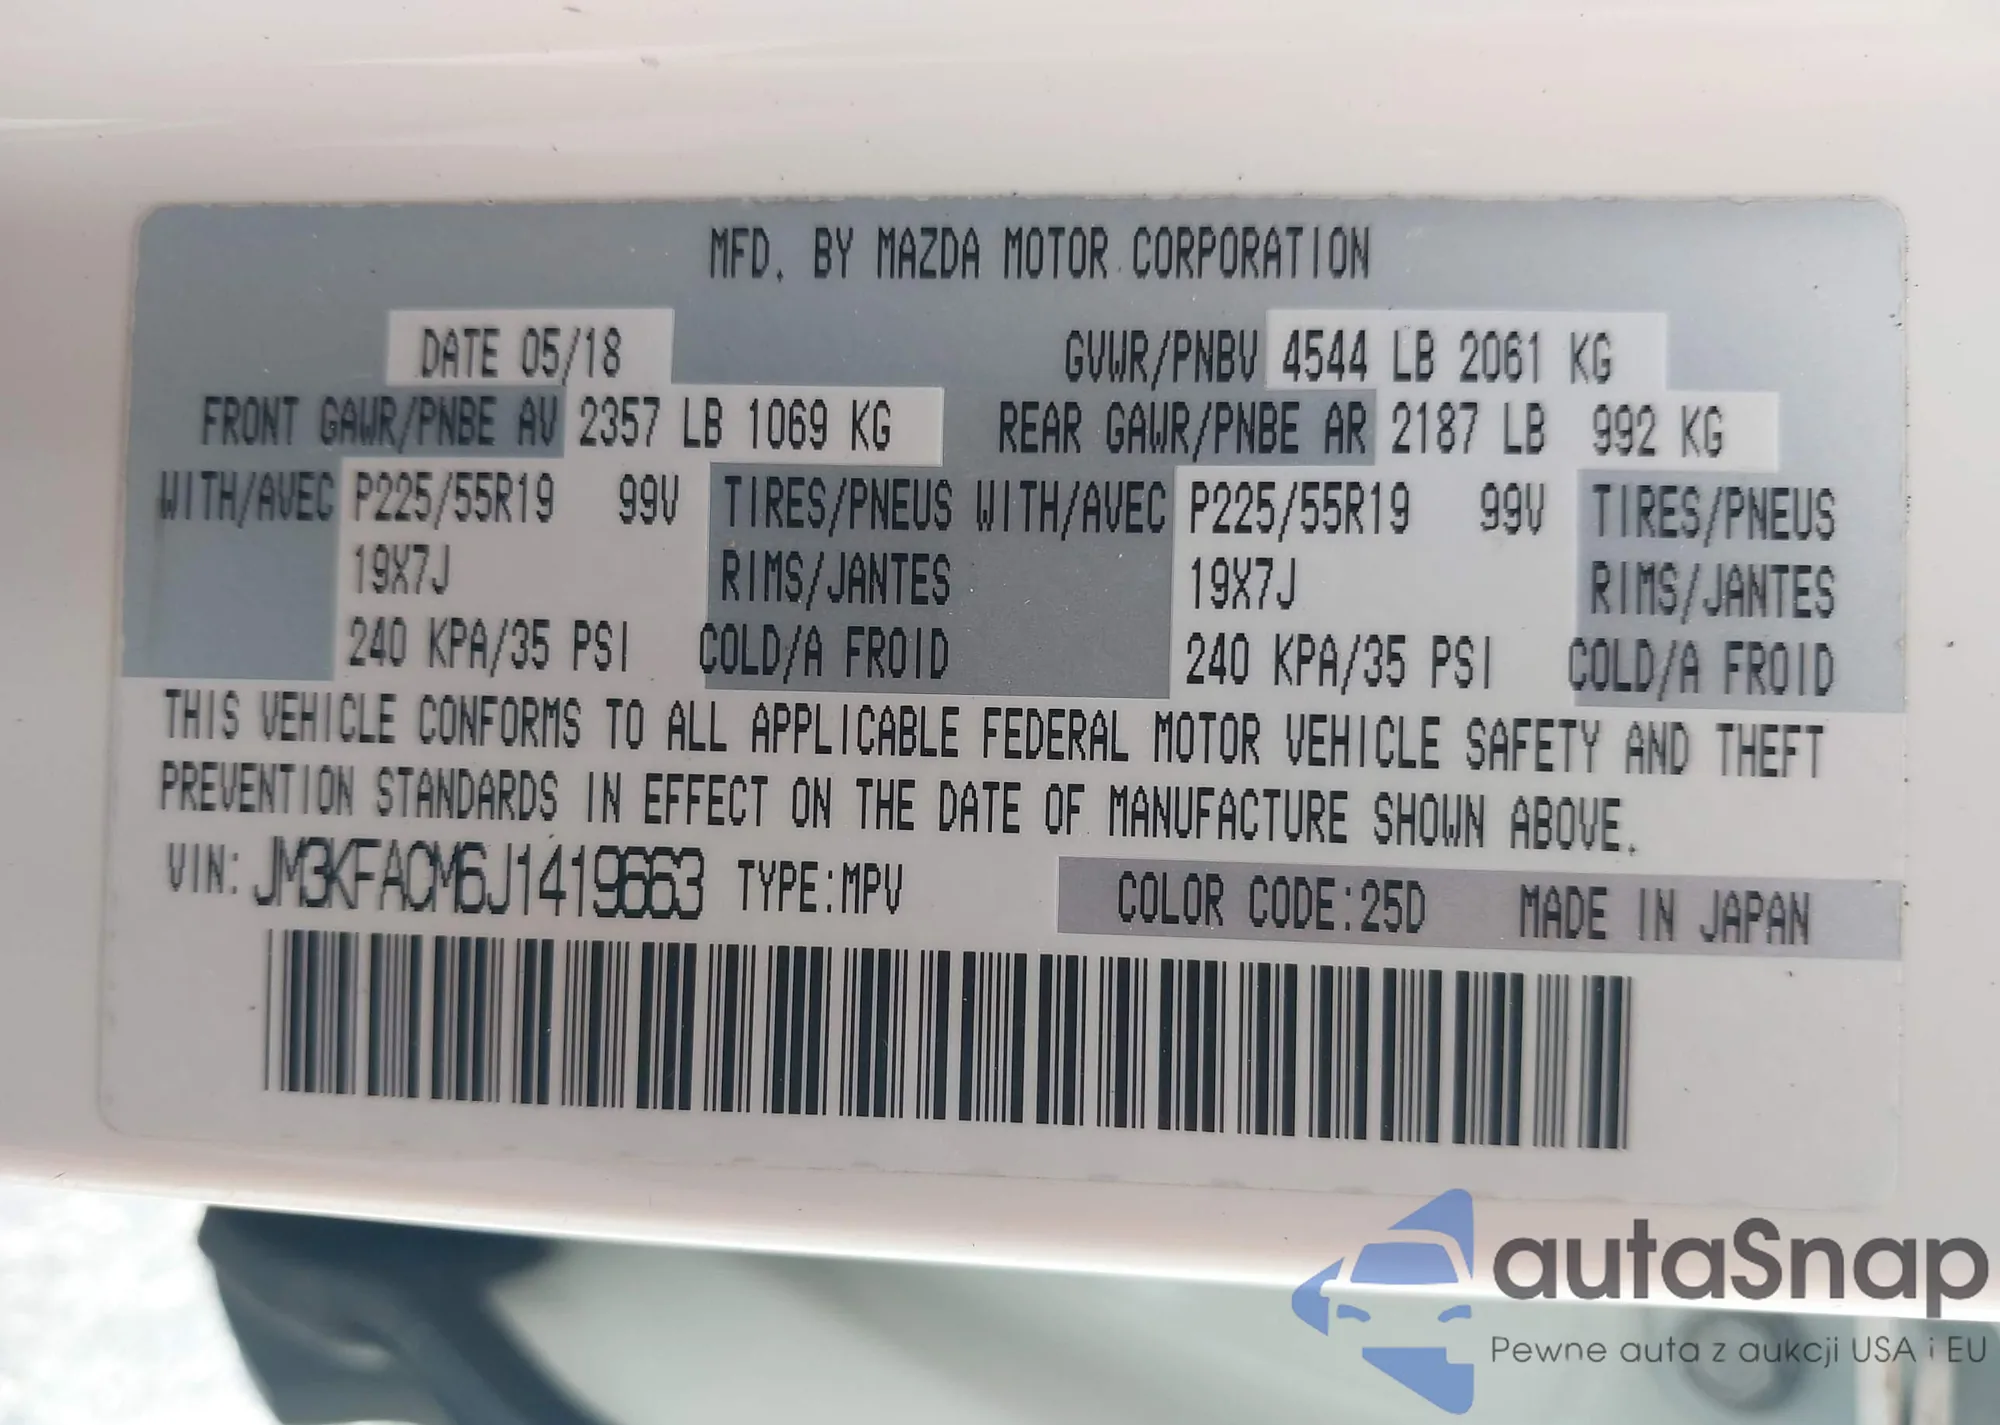 MFD. BY MAZDA MOTOR CORPORATION
DATE 05/18 GVWR/PNBV 4544 LB 2061 KG
FRONT GAWR/PNBE AV 2357 LB 1069 KG REAR GAWR/PNBE AR 2187 LB 992 KG
WITH/AVEC P225/55R19 99V TIRES/PNEUS WITH/AVEC P225/55R19 99V TIRES/PNEUS
19X7J RIMS/JANTES 19X7J RIMS/JANTES
240 KPA/35 PSI COLD/A FROID 240 KPA/35 PSI COLD/A FROID
THIS VEHICLE CONFORMS TO ALL APPLICABLE FEDERAL MOTOR VEHICLE SAFETY AND THEFT
PREVENTION STANDARDS IN EFFECT ON THE DATE OF MANUFACTURE SHOWN ABOVE.
VIN: JM3KFACM6J1419663 TYPE:MPV COLOR CODE:25D MADE IN JAPAN
autaSnap
Pewne auta z aukcji USA i EU